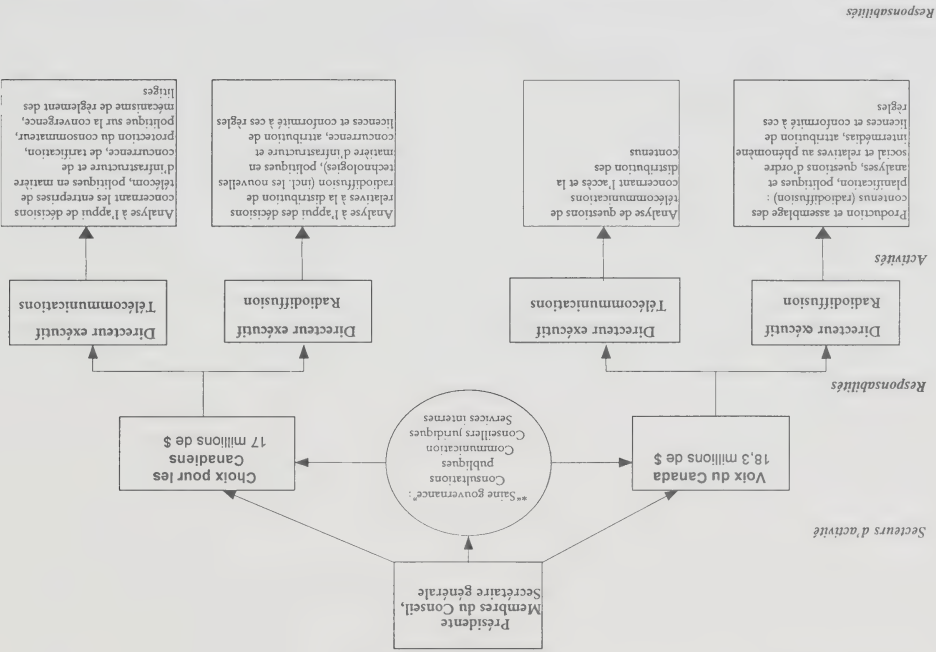 Présidente
Membres du Conseil,
Secrétaire générale
Secteurs d'activité
Voix du Canada
18,3 millions de $
**"Saine gouvernance" :
Consultations
publiques
Communication
Conseillers juridiques
Services internes
Choix pour les
Canadiens
17 millions de $
Responsabilités
Directeur exécutif
Radiodiffusion
Directeur exécutif
Télécommunications
Directeur exécutif
Radiodiffusion
Directeur exécutif
Télécommunications
Activités
Production et assemblage des
contenus (radiodiffusion) :
planification, politiques et
analyses, questions d'ordre
social et relatives au phénomène
intermédias, attribution de
licences et conformité à ces
règles
Analyse de questions de
télécommunications
concernant l'accès et la
distribution des
contenus
Analyse à l'appui des décisions
relatives à la distribution de
radiodiffusion (incl. les nouvelles
technologies), politiques en
matière d'infrastructure et
concurrence, attribution de
licences et conformité à ces règles
Analyse à l'appui de décisions
concernant les entreprises de
télécom, politiques en matière
d'infrastructure et de
concurrence, de tarification,
protection du consommateur,
politique sur la convergence,
mécanisme de règlement des
litiges
Responsabilités